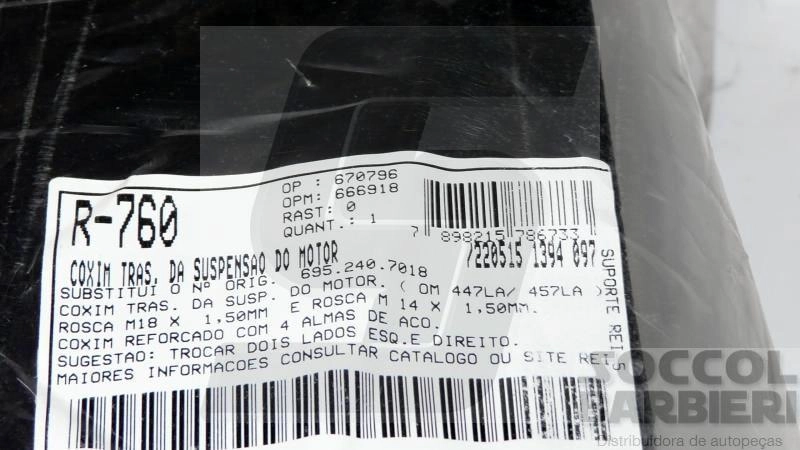 R-760
OP : 670796
OPM: 666918
RAST: 0
QUANT.: 1
7 898215 786733
/220515 1394 097
COXIM TRAS. DA SUSPENSAO DO MOTOR
SUBSTITUI O Nº ORIG. 695.240.7018
COXIM TRAS. DA SUSP. DO MOTOR. ( OM 447LA/ 457LA )
ROSCA M18 X 1,50MM E ROSCA M 14 X 1,50MM.
COXIM REFORCADO COM 4 ALMAS DE ACO.
SUGESTAO: TROCAR DOIS LADOS ESQ.E DIREITO.
MAIORES INFORMACOES CONSULTAR CATALOGO OU SITE REIS
SUPORTE REIS
SOCCOL
BARBIERI
Distribuidora de autopeças